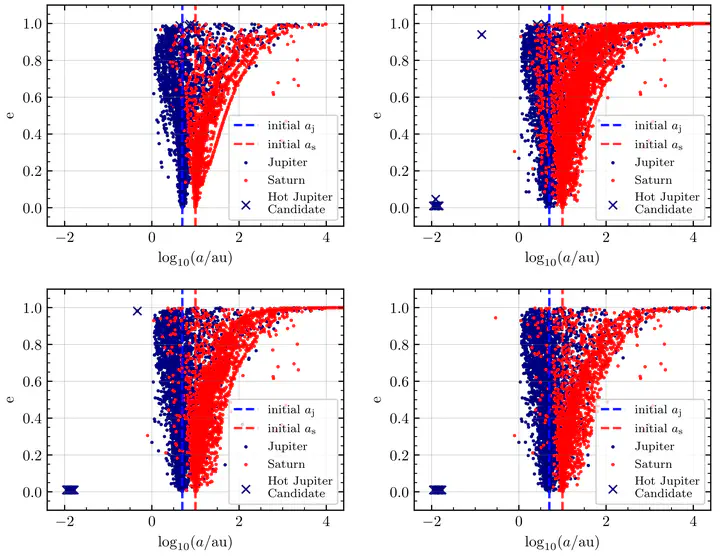 1.0
0.8
0.6
0.4
0.2
0.0
e
initial aⱼ
initial aₛ
Jupiter
Saturn
Hot Jupiter
Candidate
−2
0
2
4
log₁₀(a/au)
1.0
0.8
0.6
0.4
0.2
0.0
e
initial aⱼ
initial aₛ
Jupiter
Saturn
Hot Jupiter
Candidate
−2
0
2
4
log₁₀(a/au)
1.0
0.8
0.6
0.4
0.2
0.0
e
initial aⱼ
initial aₛ
Jupiter
Saturn
Hot Jupiter
Candidate
−2
0
2
4
log₁₀(a/au)
1.0
0.8
0.6
0.4
0.2
0.0
e
initial aⱼ
initial aₛ
Jupiter
Saturn
Hot Jupiter
Candidate
−2
0
2
4
log₁₀(a/au)